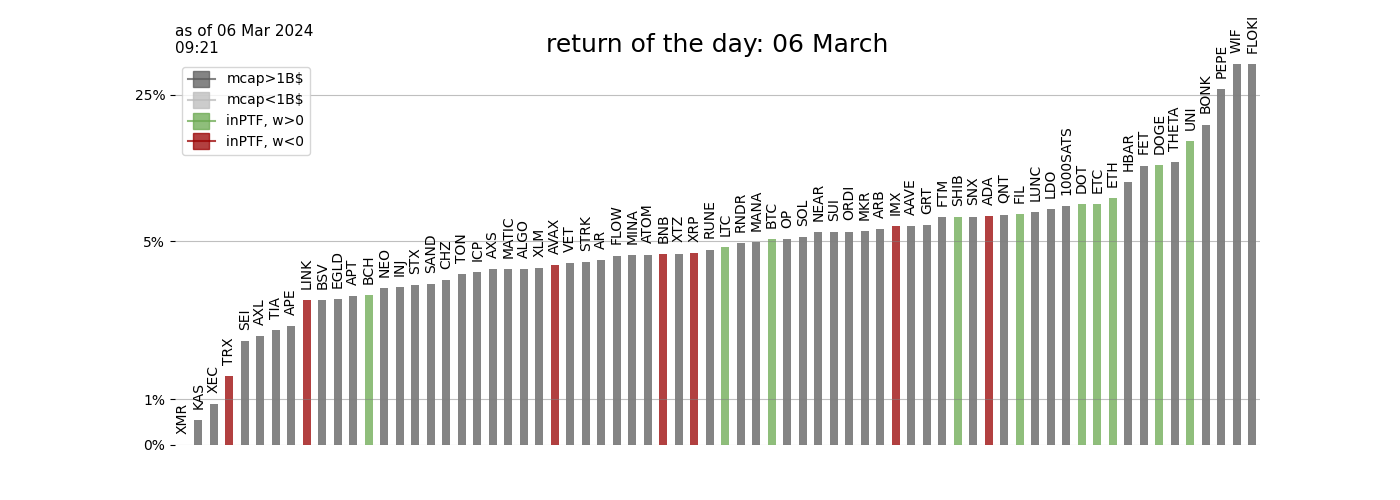 as of 06 Mar 2024
09:21
return of the day: 06 March
mcap>1B$
mcap<1B$
inPTF, w>0
inPTF, w<0
25%
5%
1%
0%
XMR
KAS
XEC
TRX
SEI
AXL
TIA
APE
LINK
BSV
EGLD
APT
BCH
NEO
INJ
STX
SAND
CHZ
TON
ICP
AXS
MATIC
ALGO
XLM
AVAX
VET
STRK
AR
FLOW
MINA
ATOM
BNB
XTZ
XRP
RUNE
LTC
RNDR
MANA
BTC
OP
SOL
NEAR
SUI
ORDI
MKR
ARB
IMX
AAVE
GRT
FTM
SHIB
SNX
ADA
QNT
FIL
LUNC
LDO
1000SATS
DOT
ETC
ETH
HBAR
FET
DOGE
THETA
UNI
BONK
PEPE
WIF
FLOKI